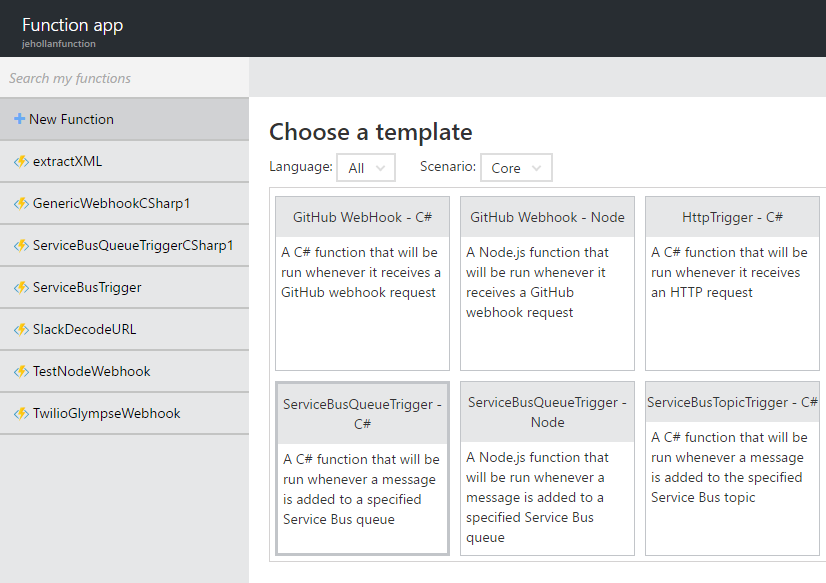 Function app
jehollanfunction
Search my functions
New Function
extractXML
GenericWebhookCSharp1
ServiceBusQueueTriggerCSharp1
ServiceBusTrigger
SlackDecodeURL
TestNodeWebhook
TwilioGlympseWebhook
Choose a template
Language: All Scenario: Core
GitHub WebHook - C#
A C# function that will be
run whenever it receives a
GitHub webhook request
GitHub Webhook - Node
A Node.js function that
will be run whenever it
receives a GitHub
webhook request
HttpTrigger - C#
A C# function that will be
run whenever it receives
an HTTP request
ServiceBusQueueTrigger -
C#
A C# function that will be
run whenever a message
is added to a specified
Service Bus queue
ServiceBusQueueTrigger -
Node
A Node.js function that
will be run whenever a
message is added to a
specified Service Bus
queue
ServiceBusTopicTrigger - C#
A C# function that will be
run whenever a message
is added to the specified
Service Bus topic